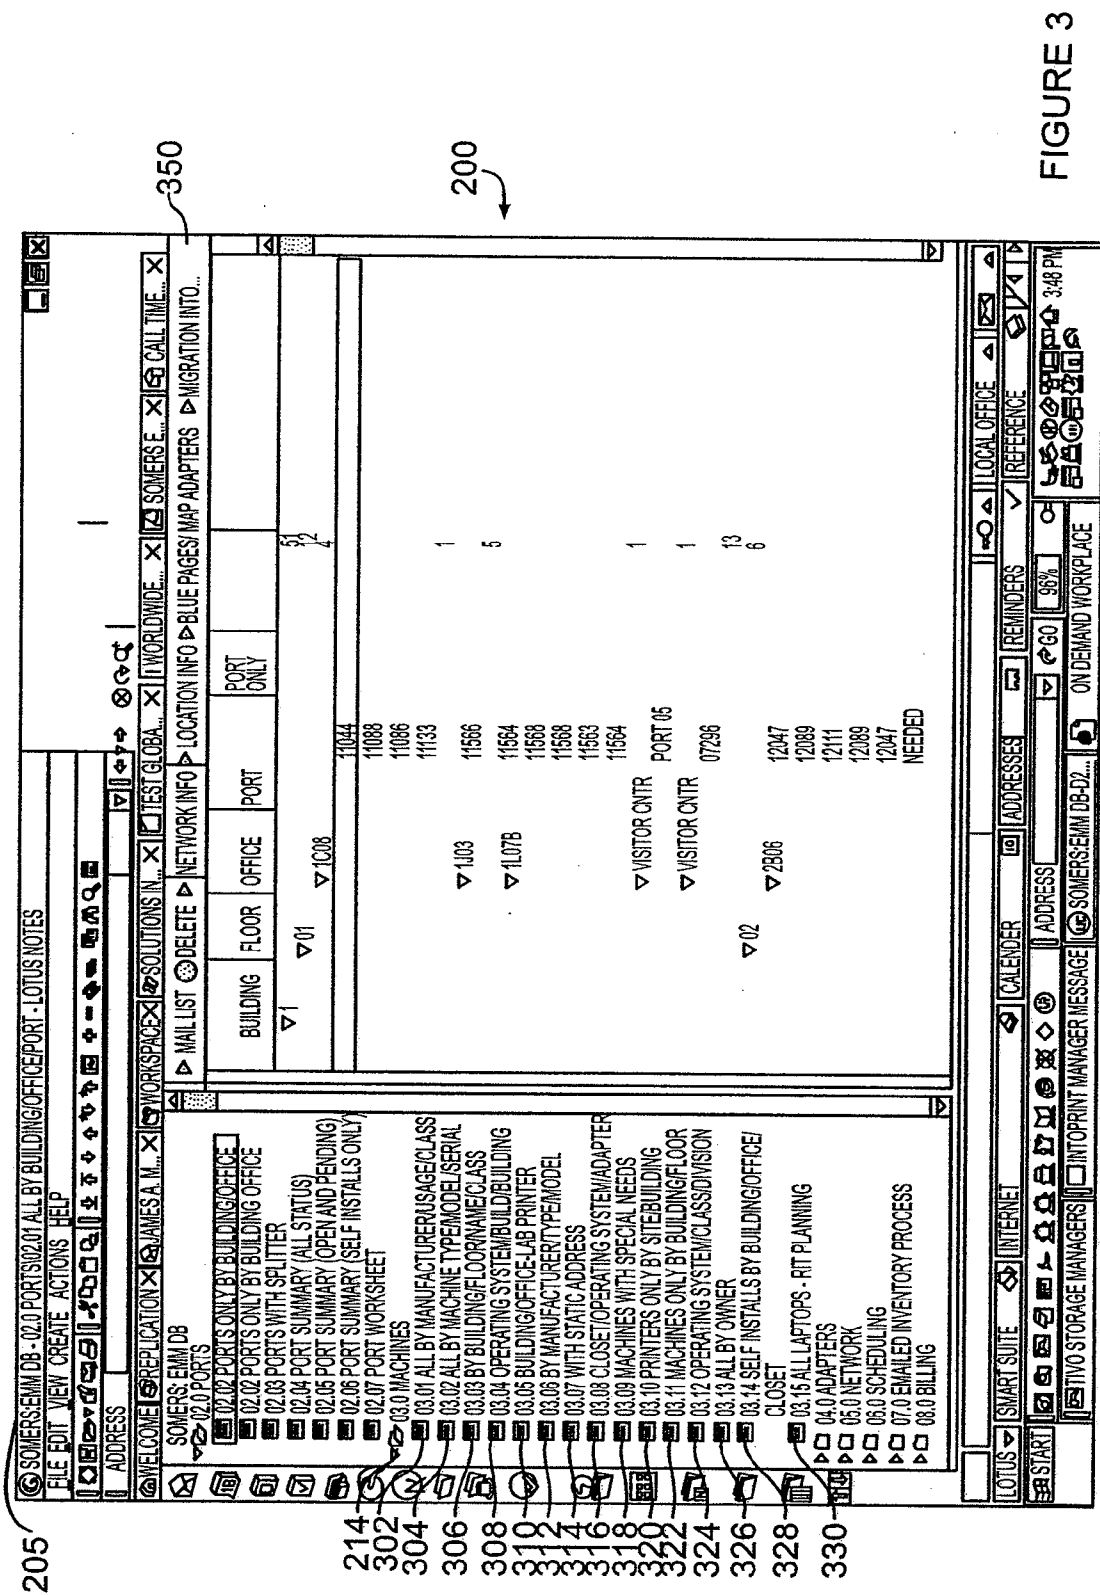 205
SOMERS:EMM DB - 02.0 PORTS\02.01 ALL BY BUILDING/OFFICE/PORT - LOTUS NOTES
FILE EDIT VIEW CREATE ACTIONS HELP
ADDRESS
WELCOME REPLICATION JAMES A. M... WORKSPACE SOLUTIONS IN... TEST GLOBA... WORLDWIDE... SOMERS E... CALL TIME...
SOMERS: EMM DB
02.0 PORTS
02.02 PORTS ONLY BY BUILDING/OFFICE
02.02 PORTS ONLY BY BUILDING OFFICE
02.03 PORTS WITH SPLITTER
02.04 PORT SUMMARY (ALL STATUS)
02.05 PORT SUMMARY (OPEN AND PENDING)
02.06 PORT SUMMARY (SELF INSTALLS ONLY)
02.07 PORT WORKSHEET
03.0 MACHINES
03.01 ALL BY MANUFACTURER/USAGE/CLASS
03.02 ALL BY MACHINE TYPE/MODEL/SERIAL
03.03 BY BUILDING/FLOOR/NAME/CLASS
03.04 OPERATING SYSTEM/BUILD/BUILDING
03.05 BUILDING/OFFICE-LAB PRINTER
03.06 BY MANUFACTURER/TYPE/MODEL
03.07 WITH STATIC ADDRESS
03.08 CLOSET/OPERATING SYSTEM/ADAPTER
03.09 MACHINES WITH SPECIAL NEEDS
03.10 PRINTERS ONLY BY SITE/BUILDING
03.11 MACHINES ONLY BY BUILDING/FLOOR
03.12 OPERATING SYSTEM/CLASS/DIVISION
03.13 ALL BY OWNER
03.14 SELF INSTALLS BY BUILDING/OFFICE/
CLOSET
03.15 ALL LAPTOPS - RIT PLANNING
04.0 ADAPTERS
05.0 NETWORK
06.0 SCHEDULING
07.0 EMAILED INVENTORY PROCESS
08.0 BILLING
214
302
304
306
308
310
312
314
316
318
320
322
324
326
328
330
MAIL LIST DELETE NETWORK INFO LOCATION INFO BLUE PAGES/ MAP ADAPTERS MIGRATION INTO...
350
BUILDING FLOOR OFFICE PORT PORT ONLY
1 51
01 12
1C08 4
11044
11088
11086
11133
1J03 1
11566
1L07B 5
11564
11568
11568
11563
11564
VISITOR CNTR 1
PORT 05
VISITOR CNTR 1
07296
02 13
2B06 6
12047
12089
12111
12089
12047
NEEDED
200
LOCAL OFFICE
LOTUS SMART SUITE INTERNET CALENDER ADDRESSES REMINDERS REFERENCE
START ADDRESS GO 96% 3:48 PM
TWO STORAGE MANAGERS INTOPRINT MANAGER MESSAGE SOMERS:EMM DB-D2... ON DEMAND WORKPLACE
FIGURE 3